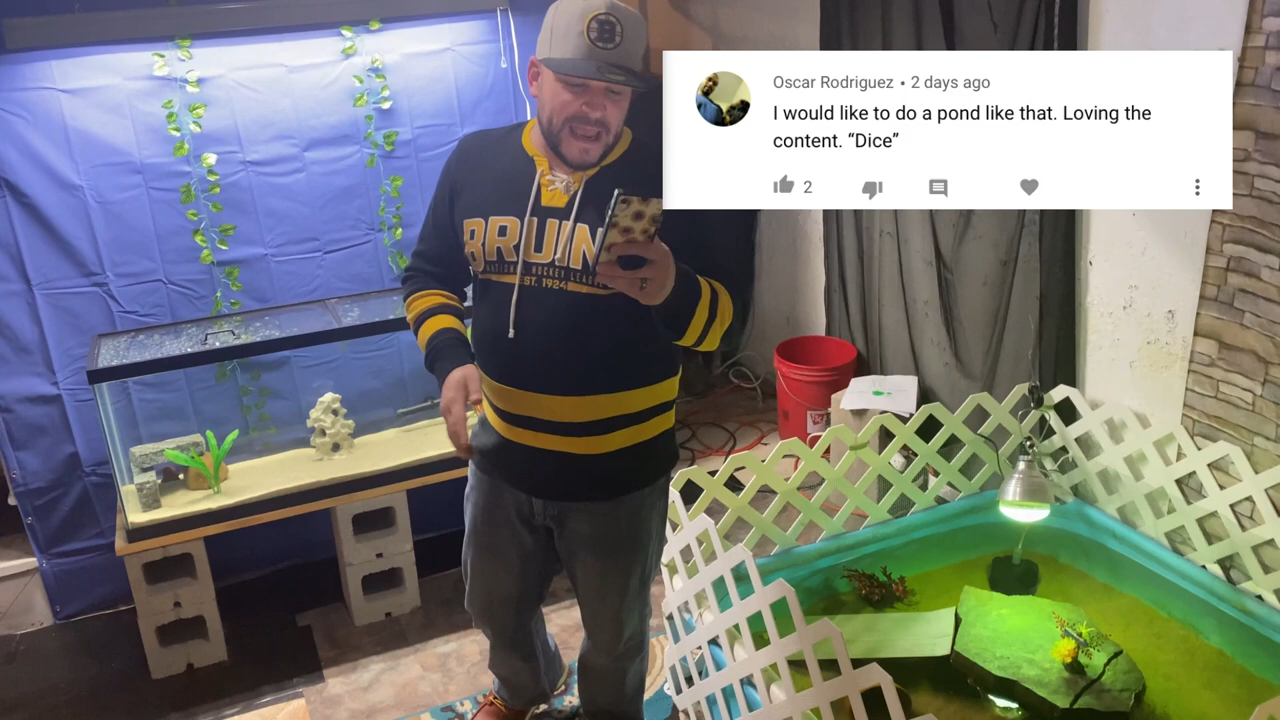 B
Oscar Rodriguez • 2 days ago
I would like to do a pond like that. Loving the
content. “Dice”
2
BRUIN
NATIONAL HOCKEY LEAGUE
EST. 1924